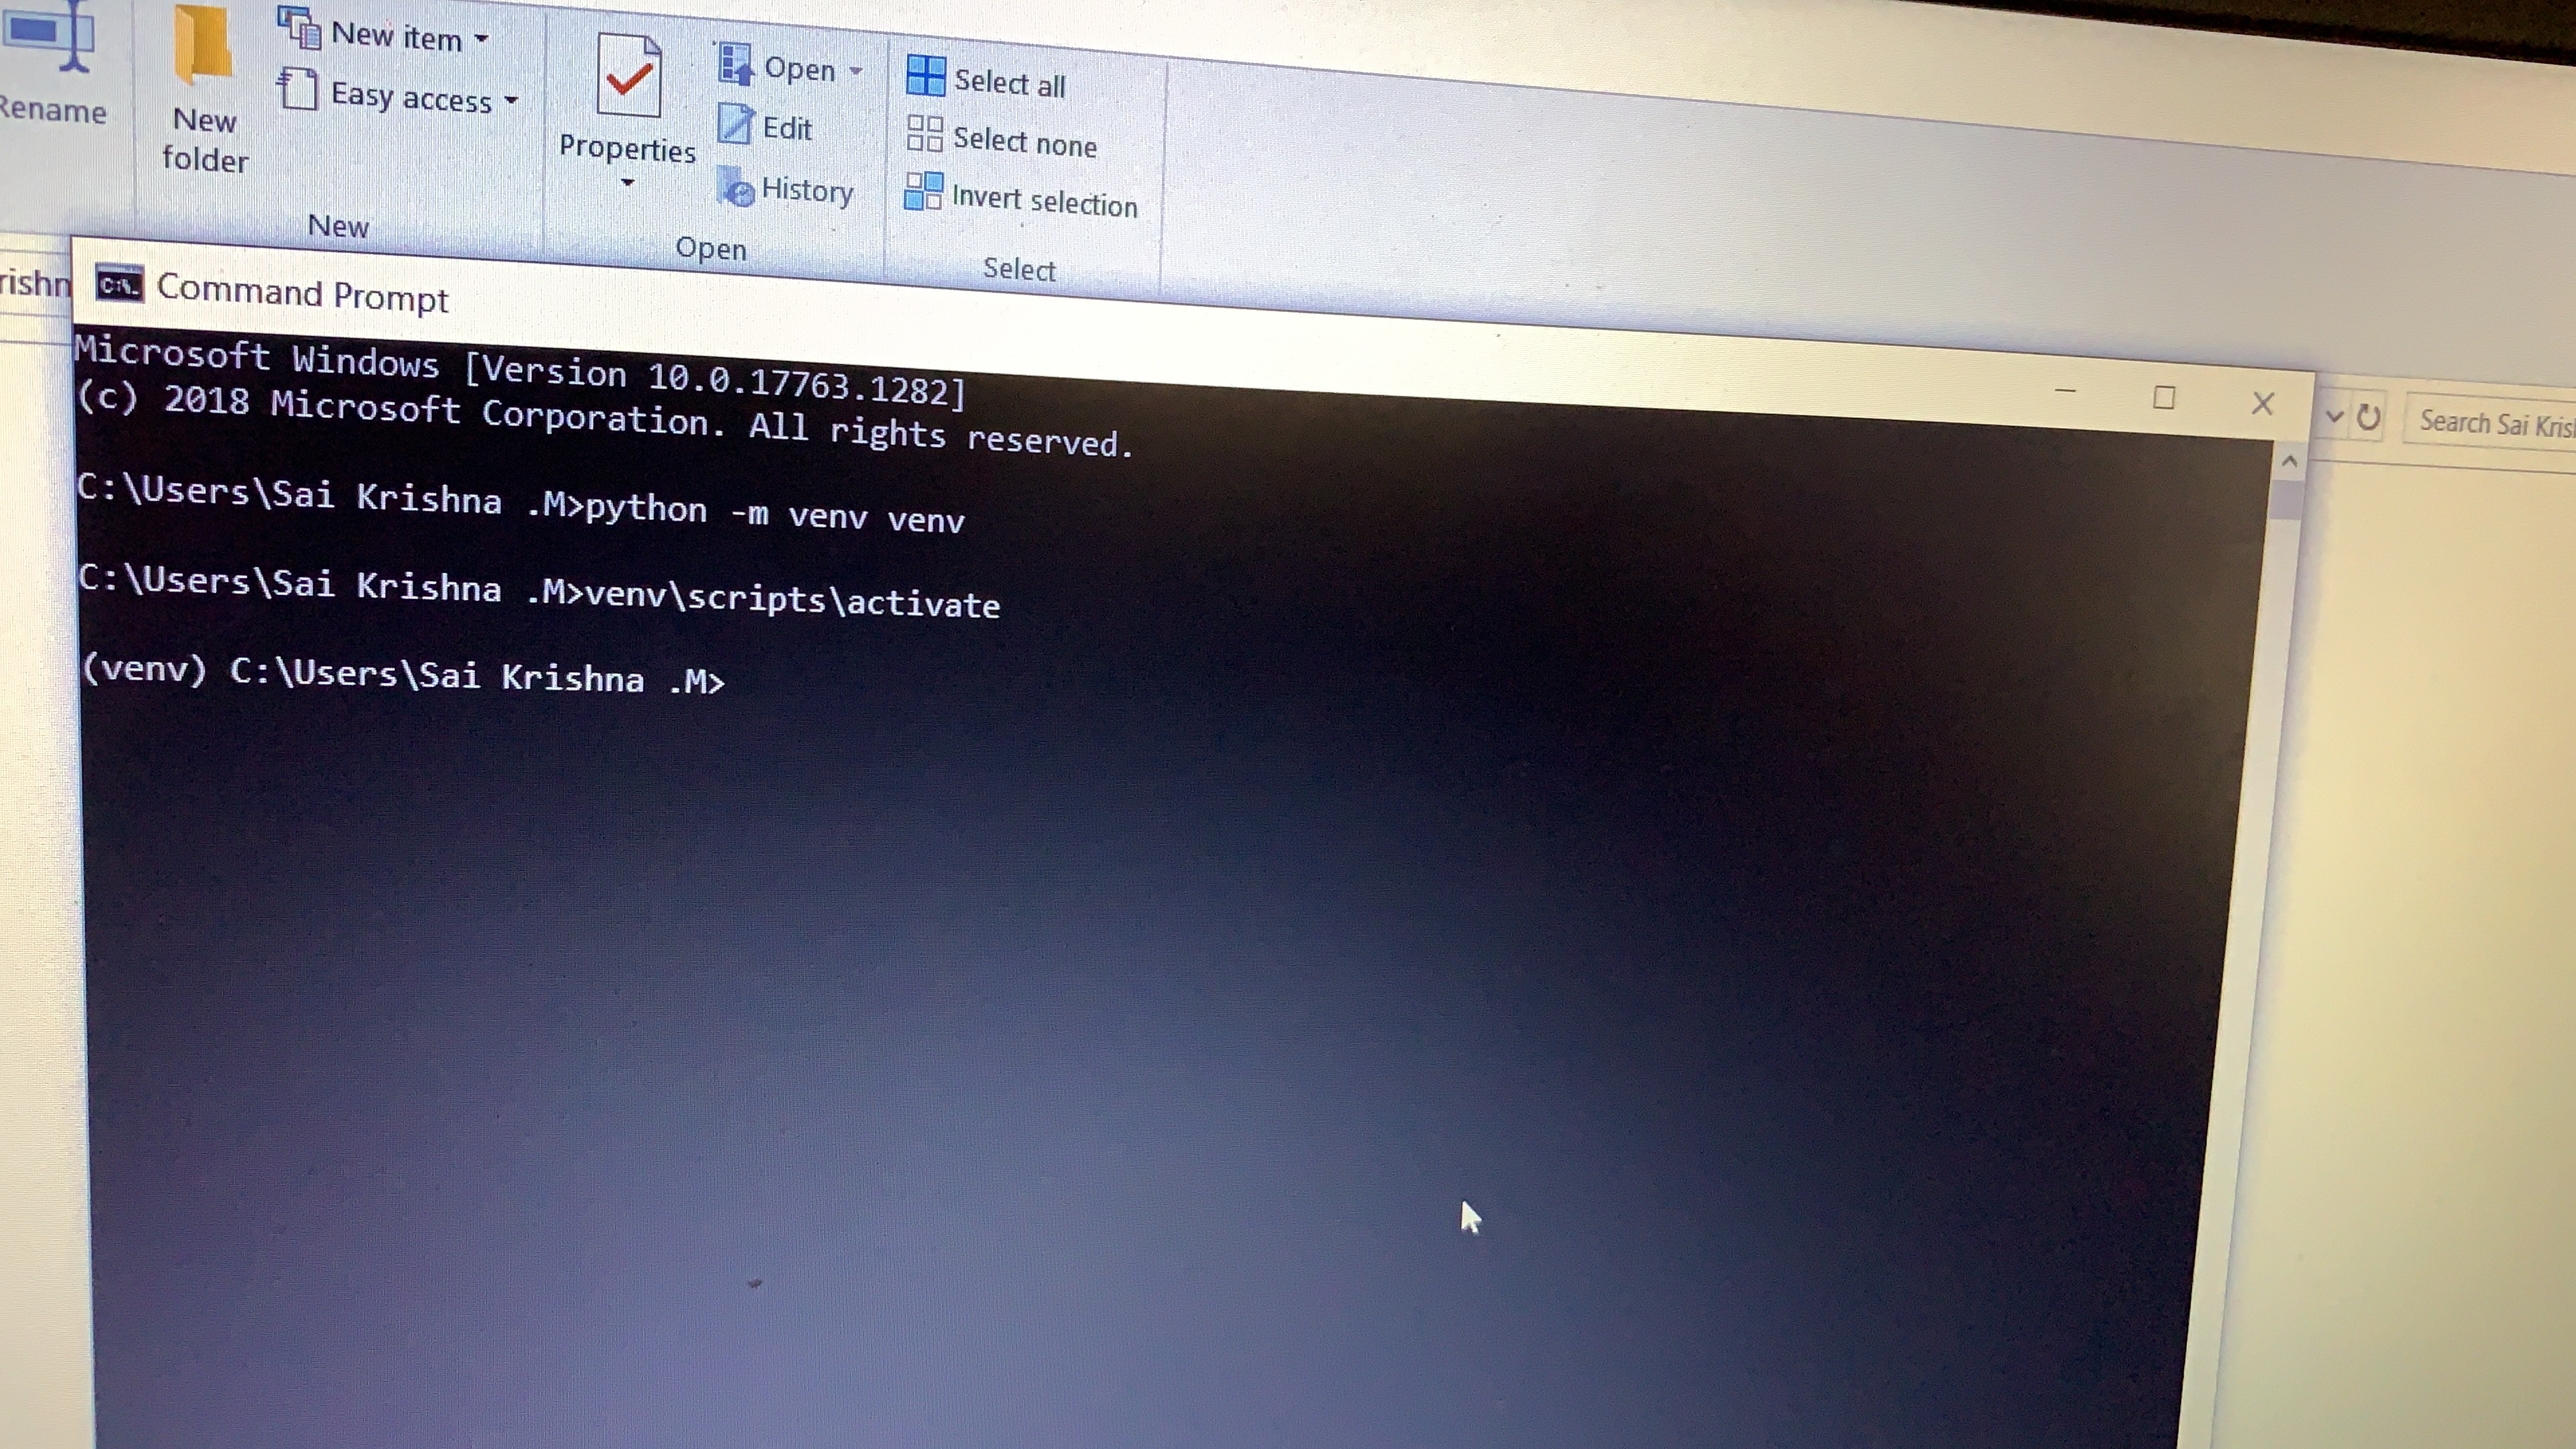 Rename
New
folder
New item
Easy access
New
Properties
Open
Edit
History
Open
Select all
Select none
Invert selection
Select
Command Prompt
Search Sai
Microsoft Windows [Version 10.0.17763.1282]
(c) 2018 Microsoft Corporation. All rights reserved.
C:\Users\Sai Krishna .M>python -m venv venv
C:\Users\Sai Krishna .M>venv\scripts\activate
(venv) C:\Users\Sai Krishna .M>